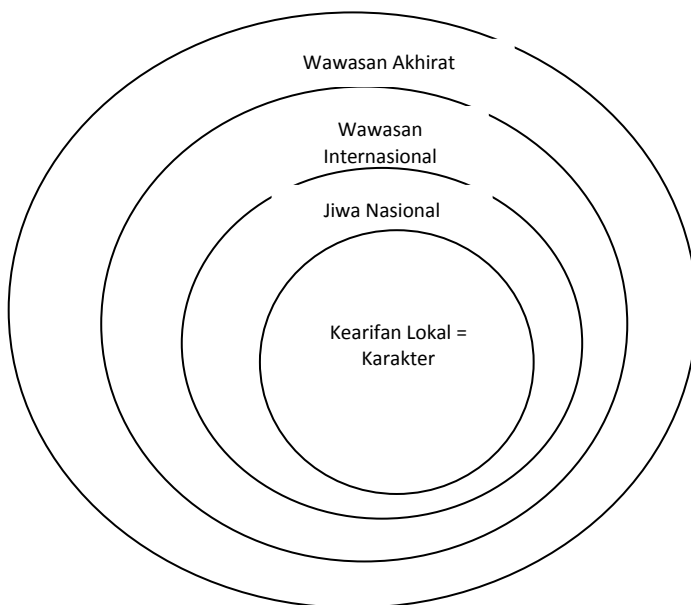 Wawasan Akhirat
Wawasan
Internasional
Jiwa Nasional
Kearifan Lokal =
Karakter